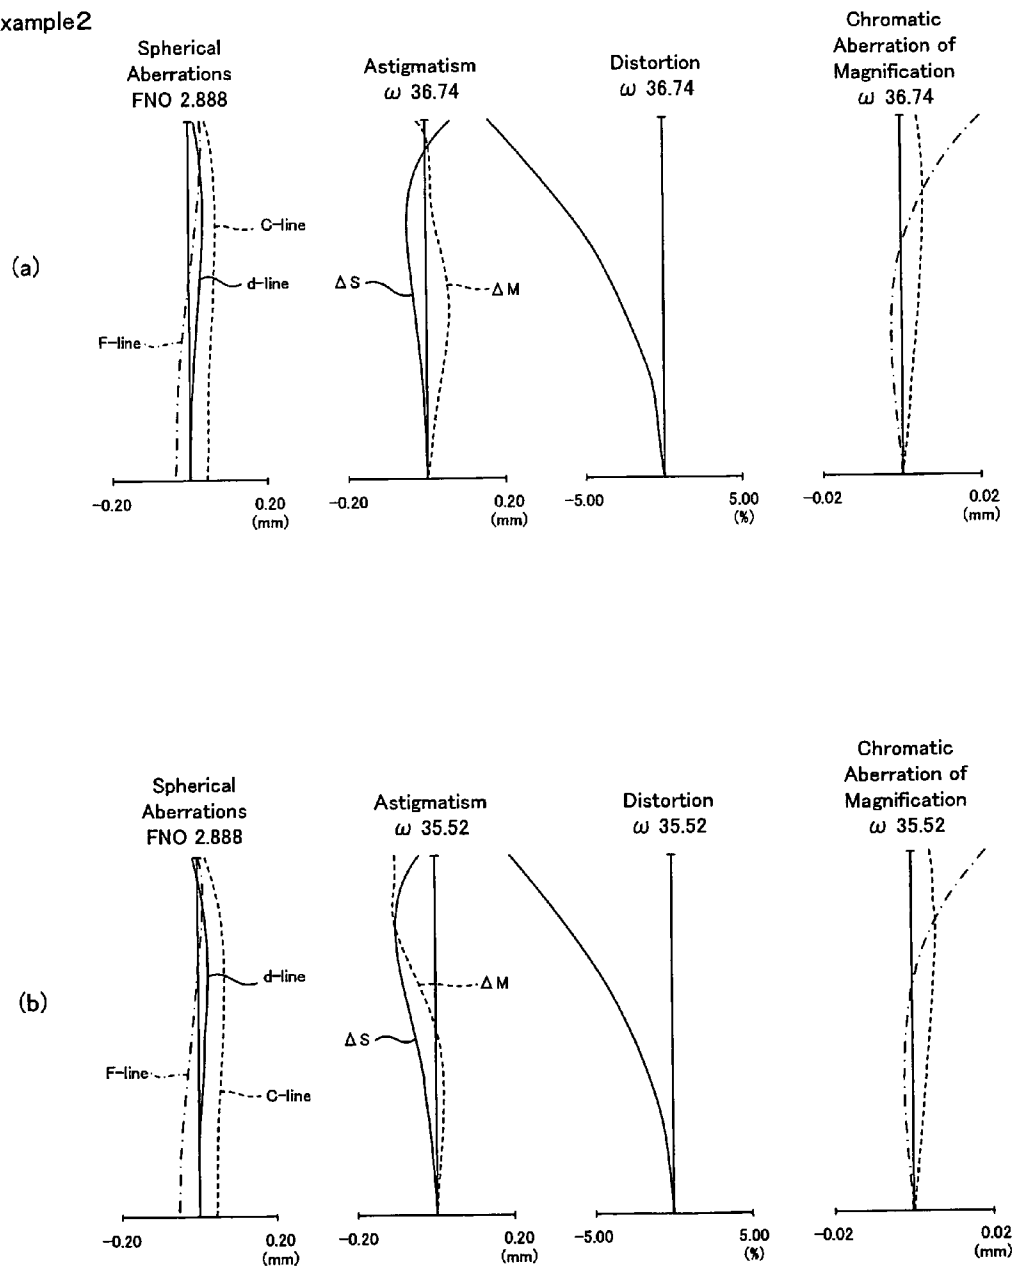 xample2
Spherical
Aberrations
FNO 2.888
Astigmatism
ω 36.74
Distortion
ω 36.74
Chromatic
Aberration of
Magnification
ω 36.74
(a)
C-line
d-line
F-line
ΔS
ΔM
-0.20
0.20
(mm)
-0.20
0.20
(mm)
-5.00
5.00
(%)
-0.02
0.02
(mm)
Spherical
Aberrations
FNO 2.888
Astigmatism
ω 35.52
Distortion
ω 35.52
Chromatic
Aberration of
Magnification
ω 35.52
(b)
d-line
F-line
C-line
ΔM
ΔS
-0.20
0.20
(mm)
-0.20
0.20
(mm)
-5.00
5.00
(%)
-0.02
0.02
(mm)